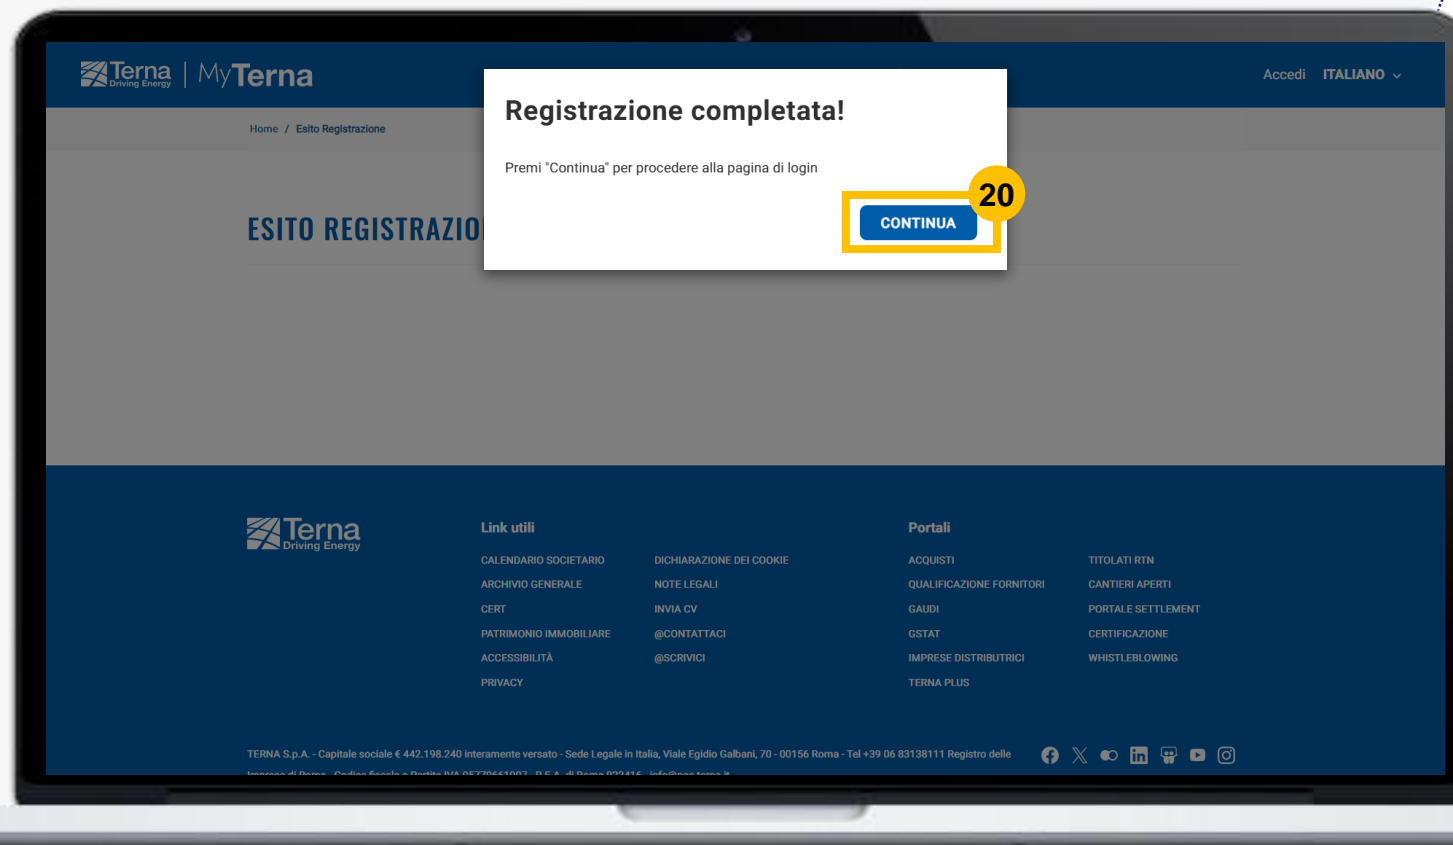 Terna
Driving Energy
MyTerna
Accedi ITALIANO
Home / Esito Registrazione
Registrazione completata!
Premi "Continua" per procedere alla pagina di login
20
CONTINUA
ESITO REGISTRAZIO
Terna
Driving Energy
Link utili
CALENDARIO SOCIETARIO
ARCHIVIO GENERALE
CERT
PATRIMONIO IMMOBILIARE
ACCESSIBILITÀ
PRIVACY
DICHIARAZIONE DEI COOKIE
NOTE LEGALI
INVIA CV
@CONTATTACI
@SCRIVICI
Portali
ACQUISTI
QUALIFICAZIONE FORNITORI
GAUDI
GSTAT
IMPRESE DISTRIBUTRICI
TERNA PLUS
TITOLATI RTN
CANTIERI APERTI
PORTALE SETTLEMENT
CERTIFICAZIONE
WHISTLEBLOWING
TERNA S.p.A. - Capitale sociale € 442.198.240 interamente versato - Sede Legale in Italia, Viale Egidio Galbani, 70 - 00156 Roma - Tel +39 06 83138111 Registro delle